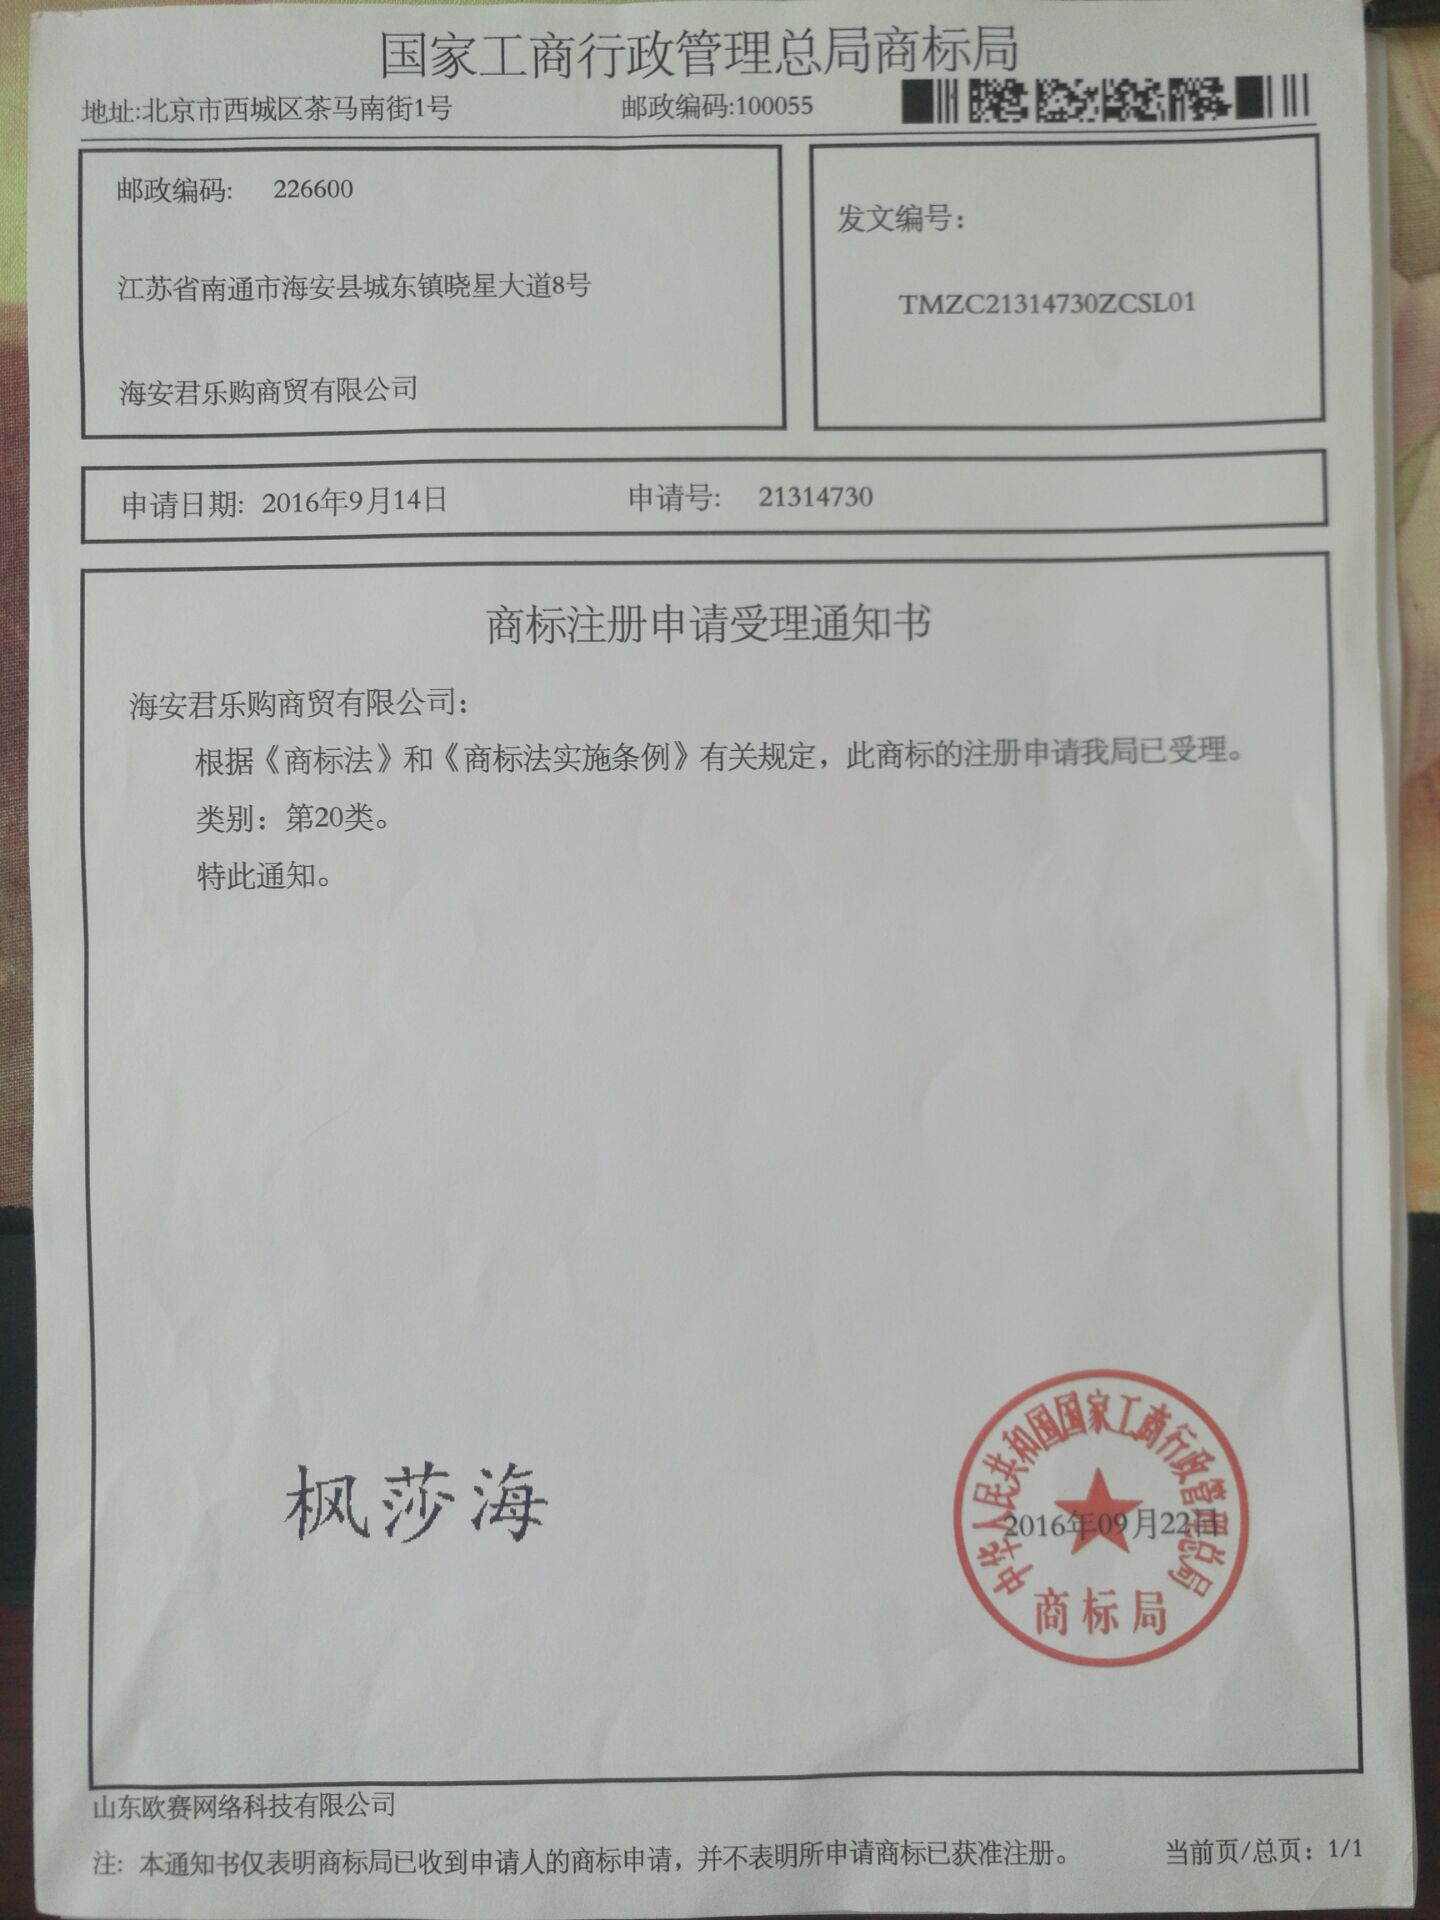 国家工商行政管理总局商标局
地址:北京市西城区茶马南街1号 邮政编码:100055
邮政编码: 226600
江苏省南通市海安县城东镇晓星大道8号
海安君乐购商贸有限公司
发文编号:
TMZC21314730ZCSL01
申请日期: 2016年9月14日 申请号: 21314730
商标注册申请受理通知书
海安君乐购商贸有限公司:
根据《商标法》和《商标法实施条例》有关规定，此商标的注册申请我局已受理。
类别：第20类。
特此通知。
枫莎海
中华人民共和国国家工商行政管理总局
2016年09月22日
商标局
山东欧赛网络科技有限公司
注: 本通知书仅表明商标局已收到申请人的商标申请，并不表明所申请商标已获准注册。 当前页/总页：1/1